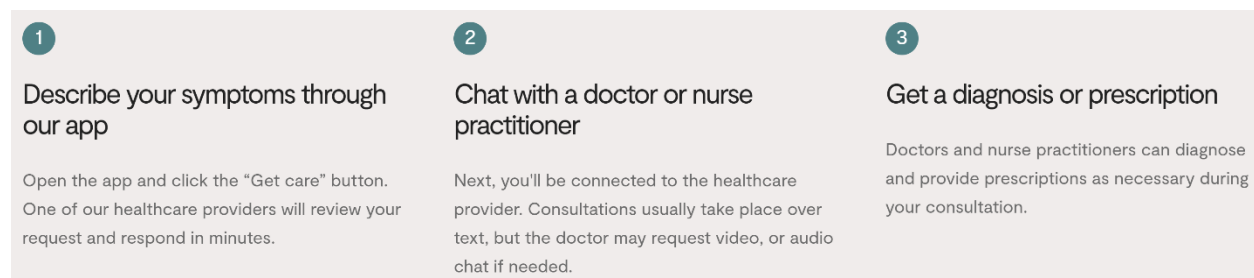 1
Describe your symptoms through
our app
Open the app and click the “Get care” button.
One of our healthcare providers will review your
request and respond in minutes.
2
Chat with a doctor or nurse
practitioner
Next, you'll be connected to the healthcare
provider. Consultations usually take place over
text, but the doctor may request video, or audio
chat if needed.
3
Get a diagnosis or prescription
Doctors and nurse practitioners can diagnose
and provide prescriptions as necessary during
your consultation.